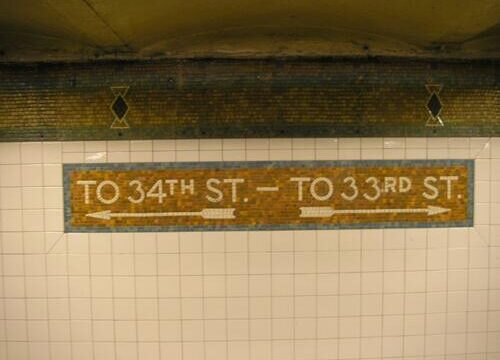 TO 34TH ST. — TO 33RD ST.